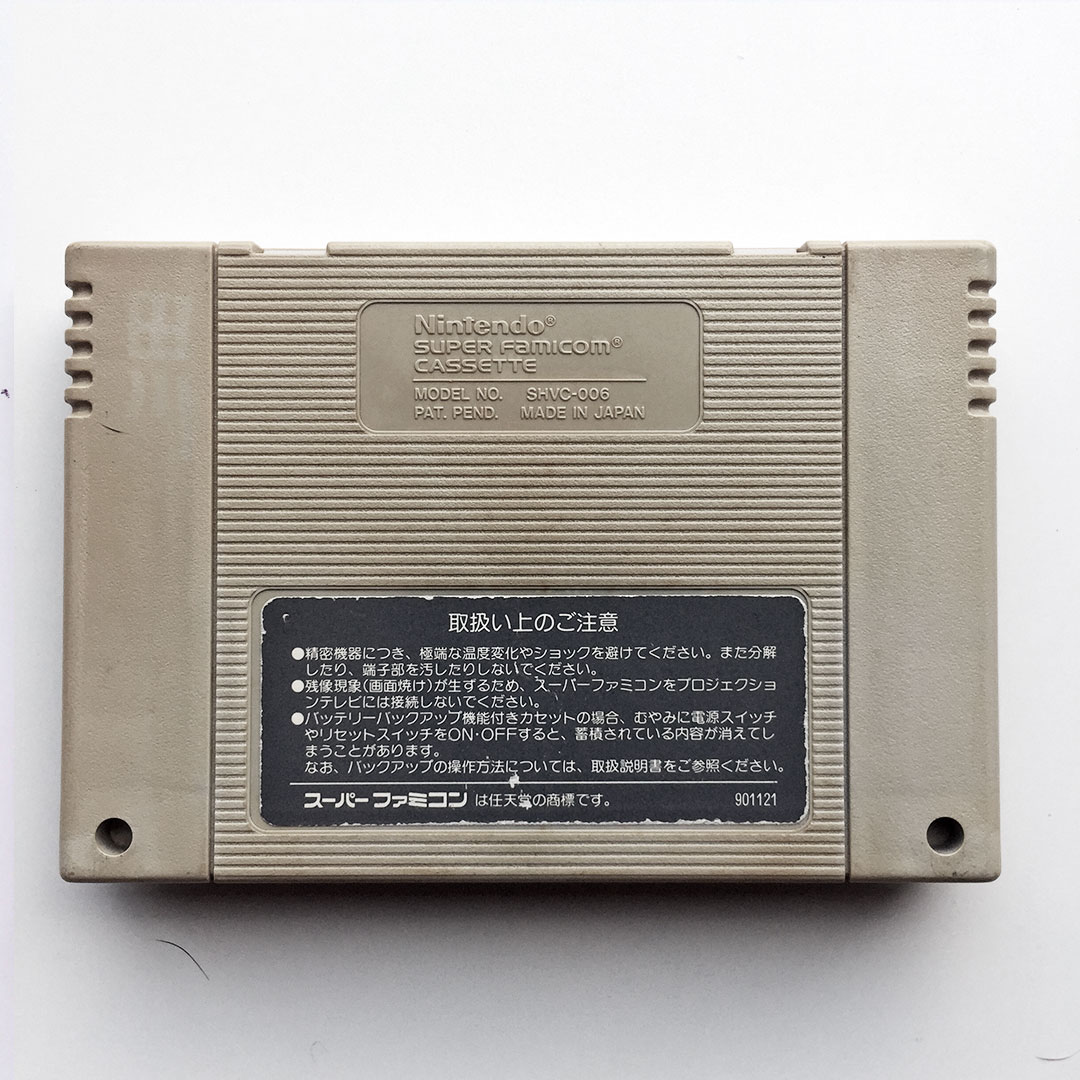 Nintendo®
SUPER FAMICOM®
CASSETTE
MODEL NO. SHVC-006
PAT. PEND. MADE IN JAPAN
取扱い上のご注意
●精密機器につき、極端な温度変化やショックを避けてください。また分解
したり、端子部を汚したりしないでください。
●残像現象(画面焼け)が生ずるため、スーパーファミコンをプロジェクショ
ンテレビには接続しないでください。
●バッテリーバックアップ機能付きカセットの場合、むやみに電源スイッチ
やリセットスイッチをON・OFFすると、蓄積されている内容が消えてし
まうことがあります。
なお、バックアップの操作方法については、取扱説明書をご参照ください。
スーパーファミコン は任天堂の商標です。 901121